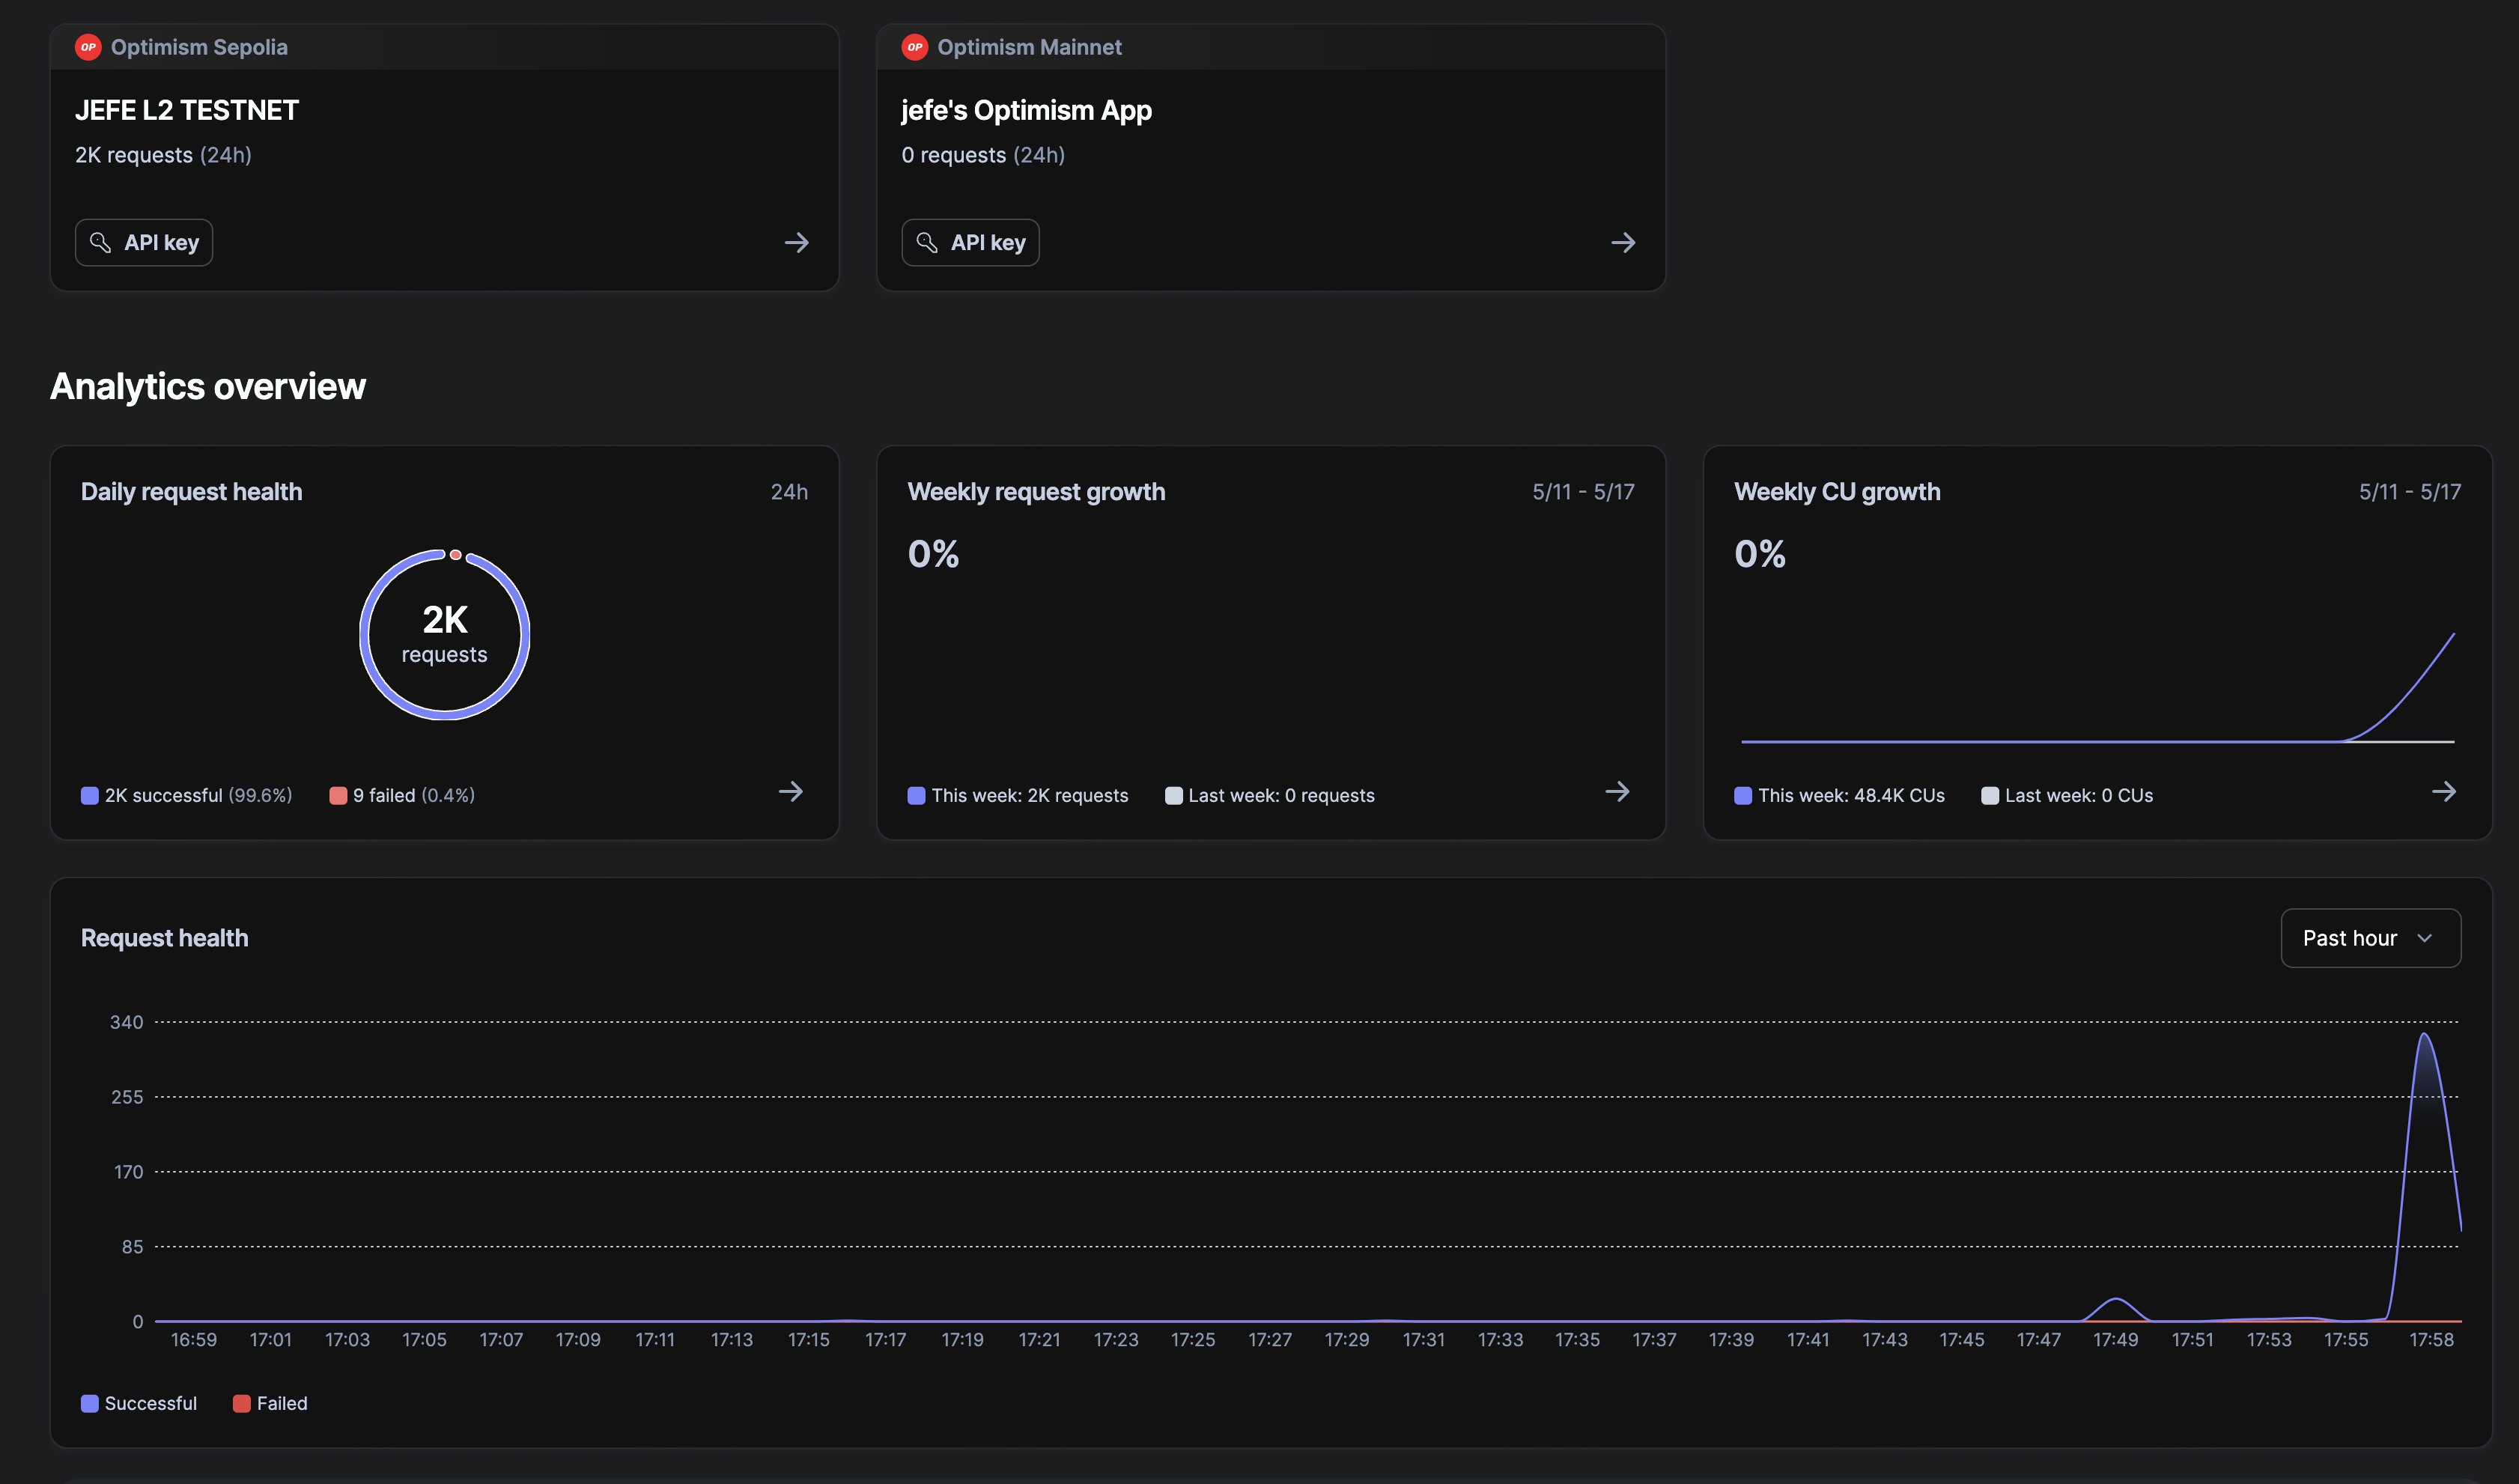 OP Optimism Sepolia
JEFE L2 TESTNET
2K requests (24h)
API key
OP Optimism Mainnet
jefe's Optimism App
0 requests (24h)
API key
Analytics overview
Daily request health 24h
2K
requests
2K successful (99.6%) 9 failed (0.4%)
Weekly request growth 5/11 - 5/17
0%
This week: 2K requests Last week: 0 requests
Weekly CU growth 5/11 - 5/17
0%
This week: 48.4K CUs Last week: 0 CUs
Request health Past hour
340
255
170
85
0
16:59 17:01 17:03 17:05 17:07 17:09 17:11 17:13 17:15 17:17 17:19 17:21 17:23 17:25 17:27 17:29 17:31 17:33 17:35 17:37 17:39 17:41 17:43 17:45 17:47 17:49 17:51 17:53 17:55 17:58
Successful Failed